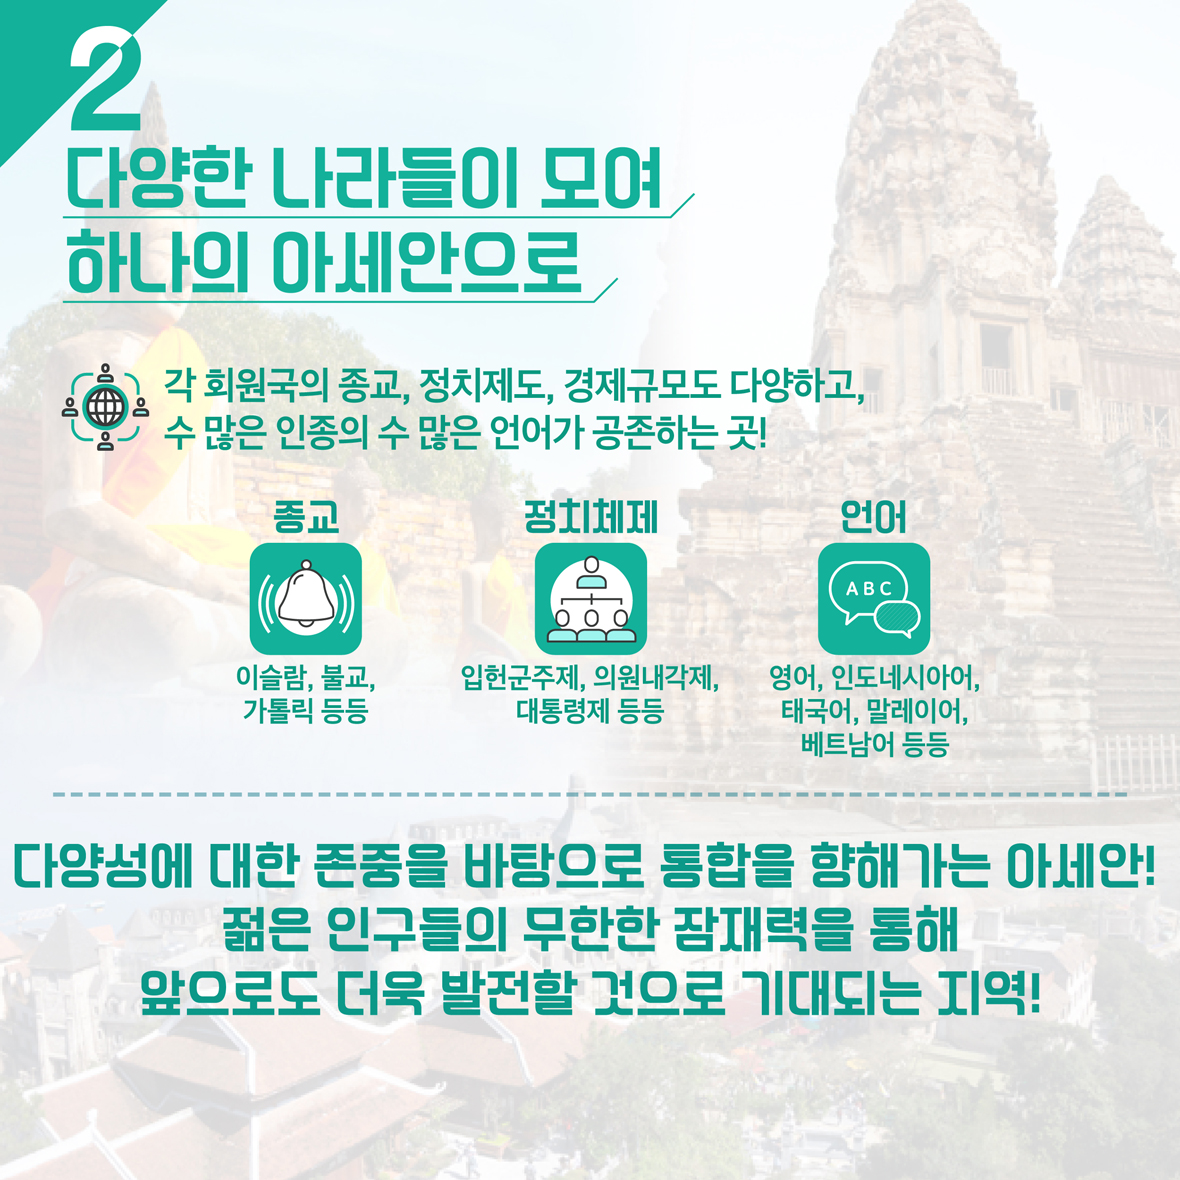 2
다양한 나라들이 모여
하나의 아세안으로
각 회원국의 종교, 정치제도, 경제규모도 다양하고,
수 많은 인종의 수 많은 언어가 공존하는 곳!
종교
정치체제
언어
ABC
이슬람, 불교,
가톨릭 등등
입헌군주제, 의원내각제,
대통령제 등등
영어, 인도네시아어,
태국어, 말레이어,
베트남어 등등
다양성에 대한 존중을 바탕으로 통합을 향해가는 아세안!
젊은 인구들의 무한한 잠재력을 통해
앞으로도 더욱 발전할 것으로 기대되는 지역!